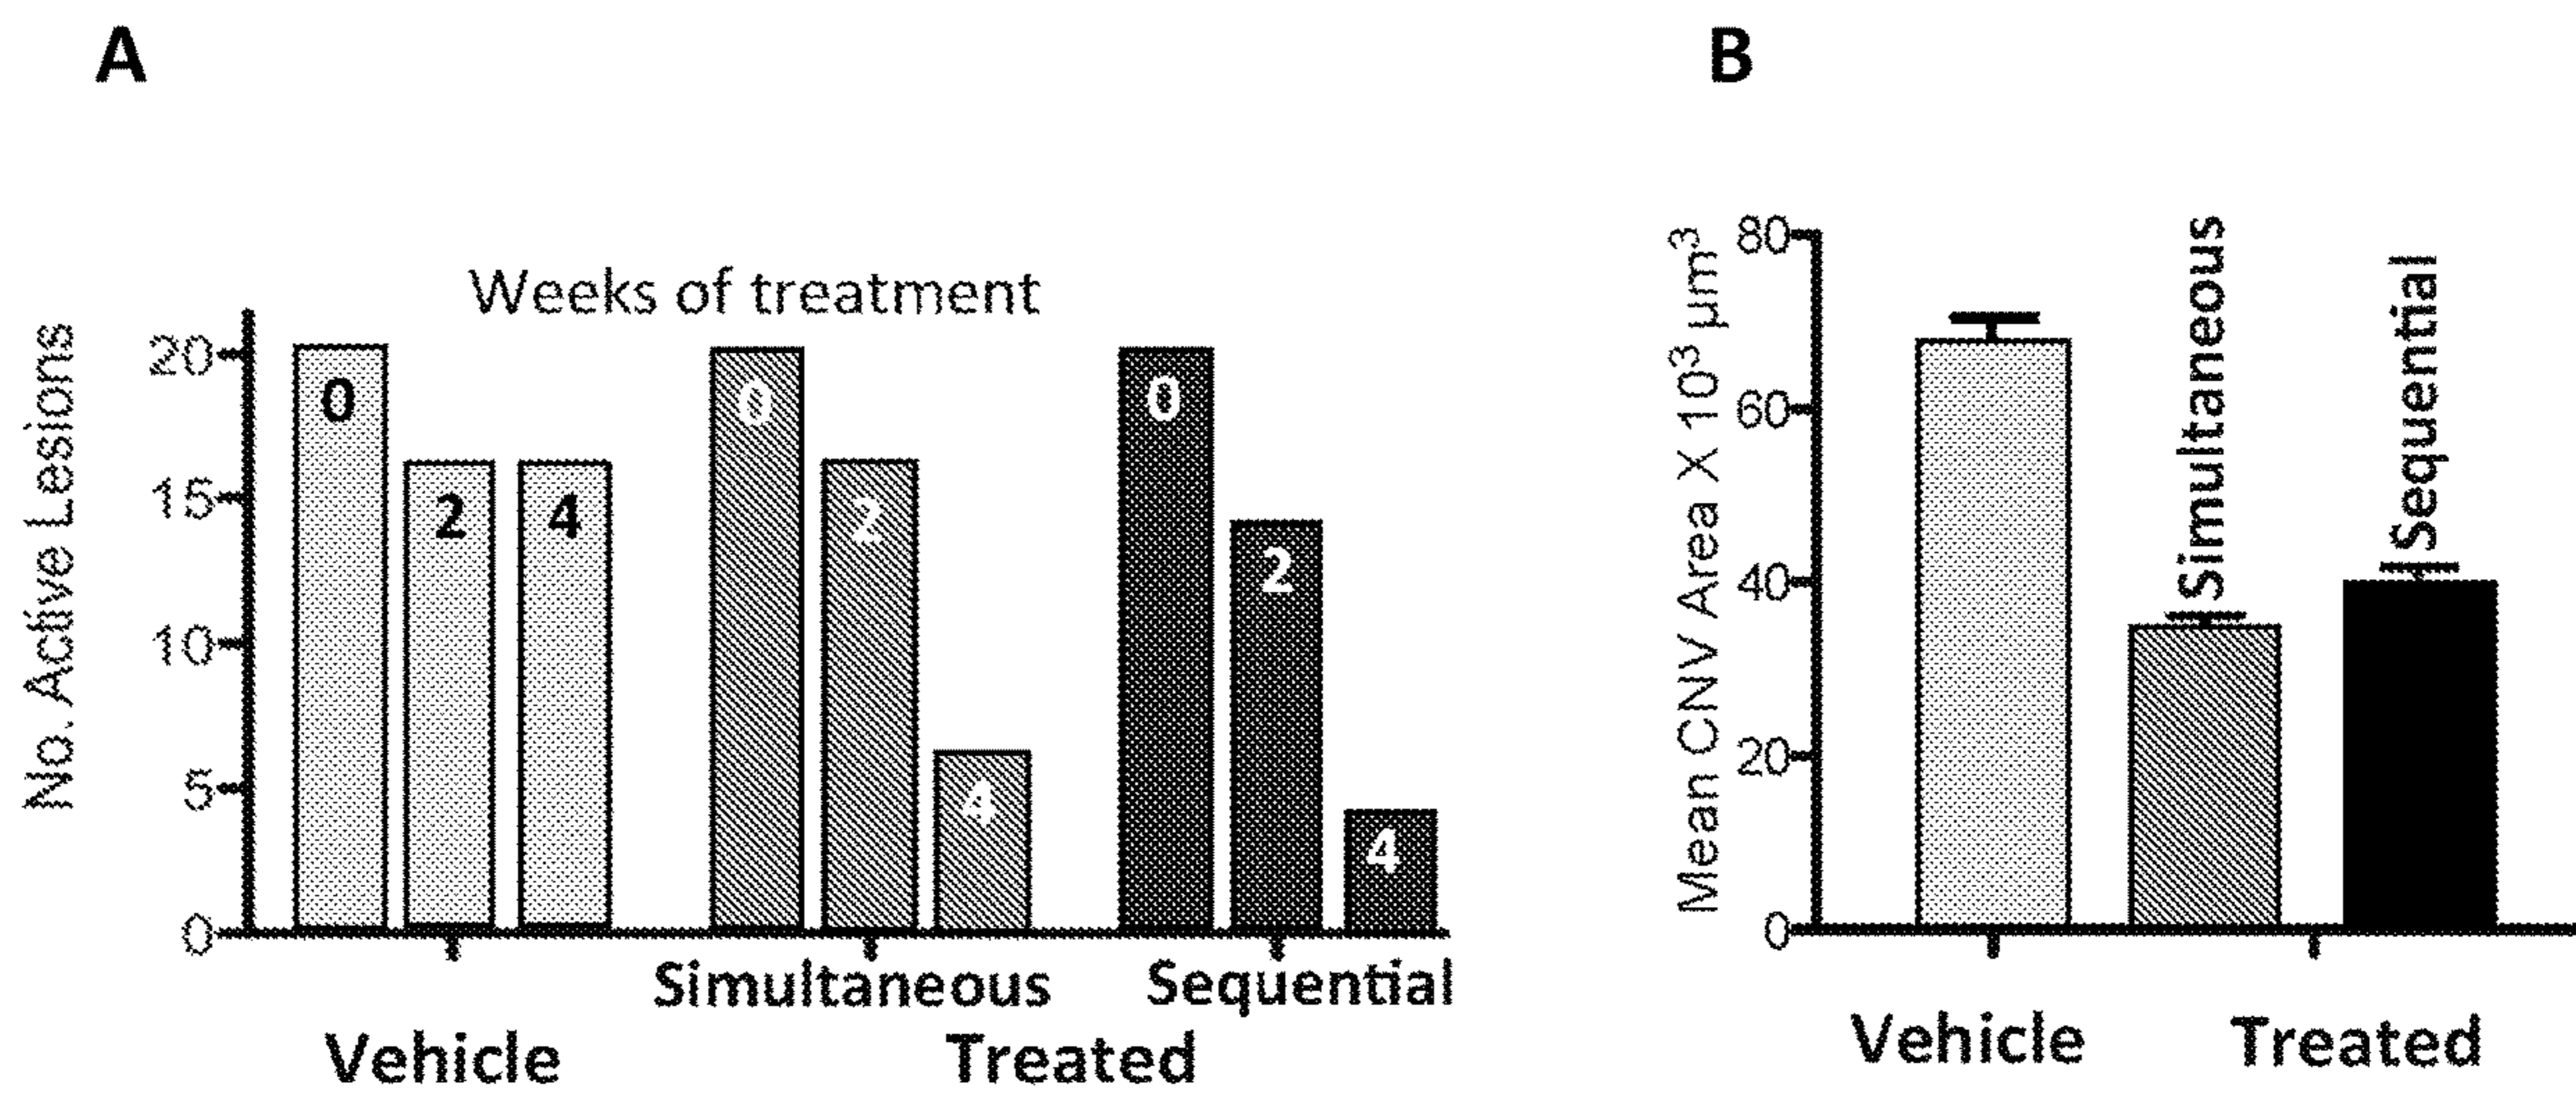 A
Weeks of treatment
No. Active Lesions
20
15
10
5
0
0
2
4
0
2
4
0
2
4
Simultaneous
Sequential
Vehicle
Treated
B
Mean CNV Area X 10³ µm³
80
60
40
20
0
Simultaneous
Sequential
Vehicle
Treated